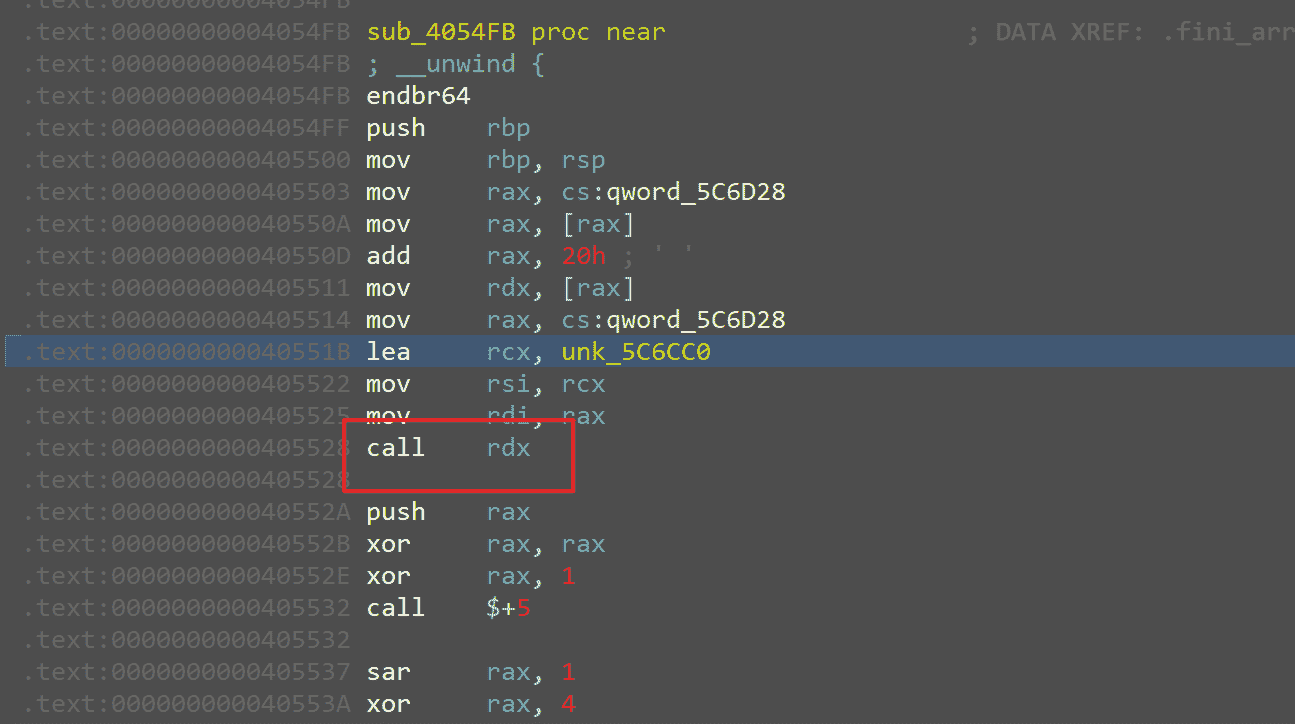 .text:00000000004054FB
.text:00000000004054FB sub_4054FB proc near ; DATA XREF: .fini_arr
.text:00000000004054FB ; __unwind {
.text:00000000004054FB endbr64
.text:00000000004054FF push rbp
.text:0000000000405500 mov rbp, rsp
.text:0000000000405503 mov rax, cs:qword_5C6D28
.text:000000000040550A mov rax, [rax]
.text:000000000040550D add rax, 20h ; ' '
.text:0000000000405511 mov rdx, [rax]
.text:0000000000405514 mov rax, cs:qword_5C6D28
.text:000000000040551B lea rcx, unk_5C6CC0
.text:0000000000405522 mov rsi, rcx
.text:0000000000405525 mov rdi, rax
.text:0000000000405528 call rdx
.text:0000000000405528
.text:000000000040552A push rax
.text:000000000040552B xor rax, rax
.text:000000000040552E xor rax, 1
.text:0000000000405532 call $+5
.text:0000000000405532
.text:0000000000405537 sar rax, 1
.text:000000000040553A xor rax, 4